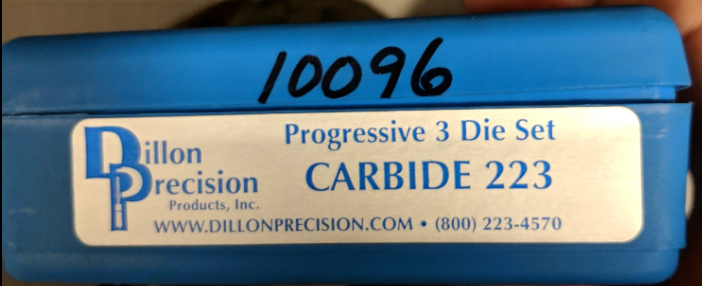 10096
Dillon
Precision
Products, Inc.
Progressive 3 Die Set
CARBIDE 223
WWW.DILLONPRECISION.COM • (800) 223-4570